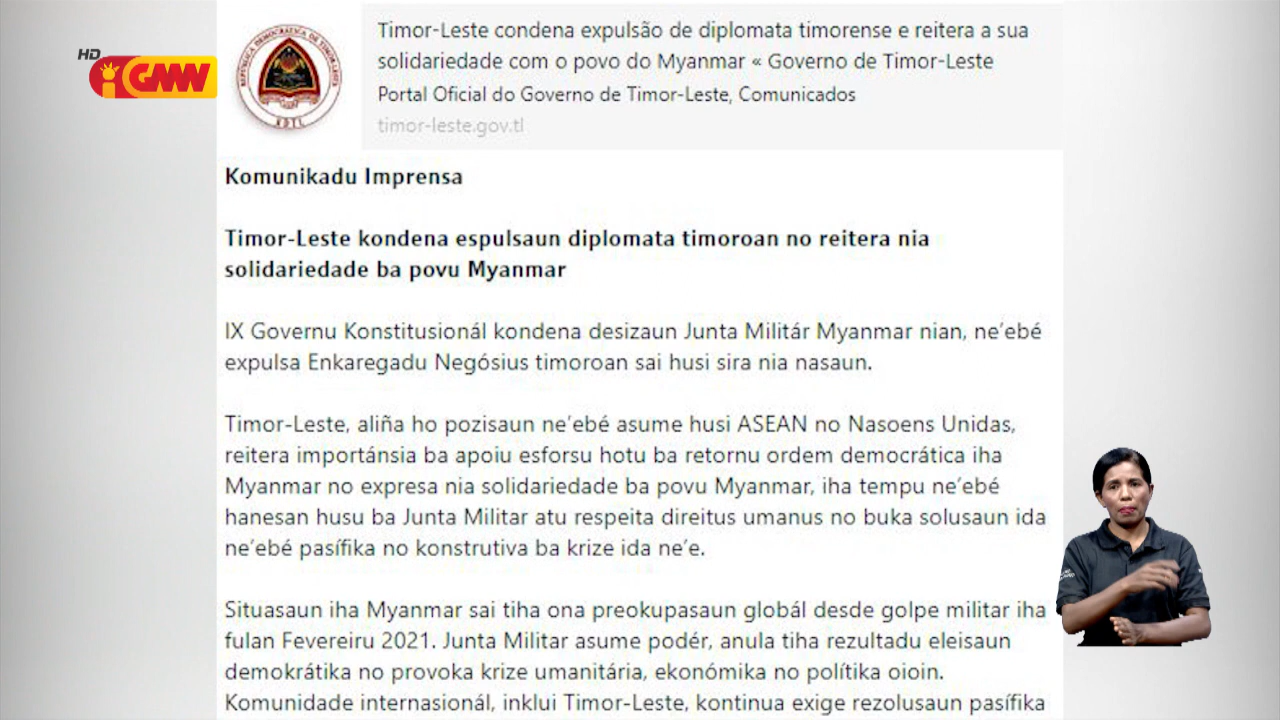 HD
GMN
REPÚBLICA DEMOCRÁTICA DE TIMOR-LESTE
RDTL
Timor-Leste condena expulsão de diplomata timorense e reitera a sua
solidariedade com o povo do Myanmar « Governo de Timor-Leste
Portal Oficial do Governo de Timor-Leste, Comunicados
timor-leste.gov.tl
Komunikadu Imprensa
Timor-Leste kondena espulsaun diplomata timoroan no reitera nia
solidariedade ba povu Myanmar
IX Governu Konstitusionál kondena desizaun Junta Militár Myanmar nian, ne’ebé
expulsa Enkaregadu Negósius timoroan sai husi sira nia nasaun.
Timor-Leste, aliña ho pozisaun ne’ebé asume husi ASEAN no Nasoens Unidas,
reitera importánsia ba apoiu esforsu hotu ba retornu ordem democrática iha
Myanmar no expresa nia solidariedade ba povu Myanmar, iha tempu ne’ebé
hanesan husu ba Junta Militar atu respeita direitus umanus no buka solusaun ida
ne’ebé pasífika no konstrutiva ba krize ida ne’e.
Situasaun iha Myanmar sai tiha ona preokupasaun globál desde golpe militar iha
fulan Fevereiru 2021. Junta Militar asume podér, anula tiha rezultadu eleisaun
demokrátika no provoka krize umanitária, ekonómika no polítika oioin.
Komunidade internasionál, inklui Timor-Leste, kontinua exige rezolusaun pasífika